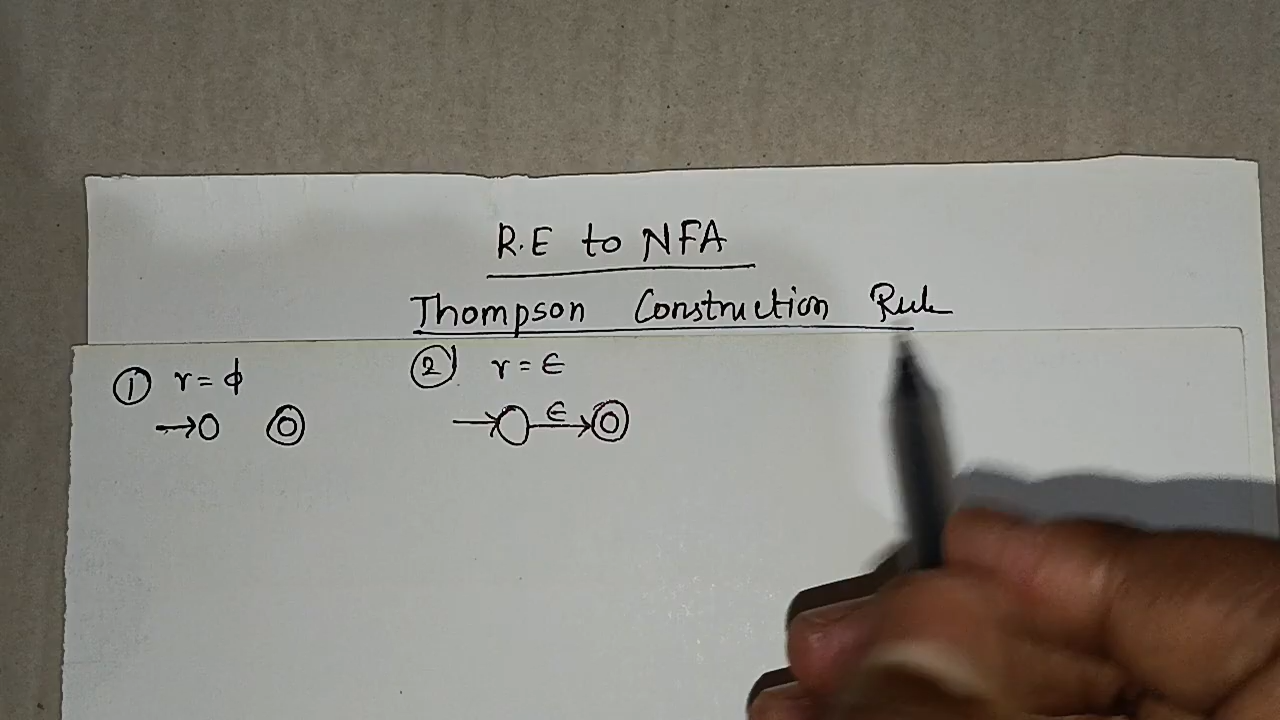 R.E to NFA
Thompson Construction Rule
① r = ϕ ② r = ϵ
ϵ